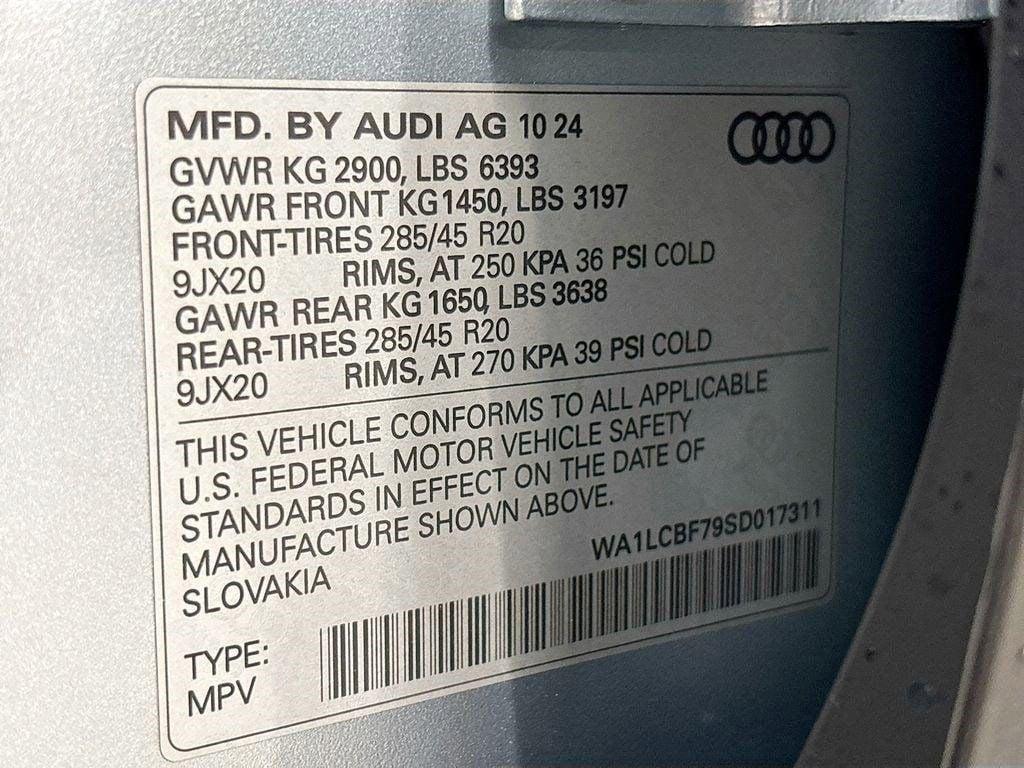 MFD. BY AUDI AG 10 24
GVWR KG 2900, LBS 6393
GAWR FRONT KG1450, LBS 3197
FRONT-TIRES 285/45 R20
9JX20 RIMS, AT 250 KPA 36 PSI COLD
GAWR REAR KG 1650, LBS 3638
REAR-TIRES 285/45 R20
9JX20 RIMS, AT 270 KPA 39 PSI COLD
THIS VEHICLE CONFORMS TO ALL APPLICABLE
U.S. FEDERAL MOTOR VEHICLE SAFETY
STANDARDS IN EFFECT ON THE DATE OF
MANUFACTURE SHOWN ABOVE.
SLOVAKIA
WA1LCBF79SD017311
TYPE:
MPV